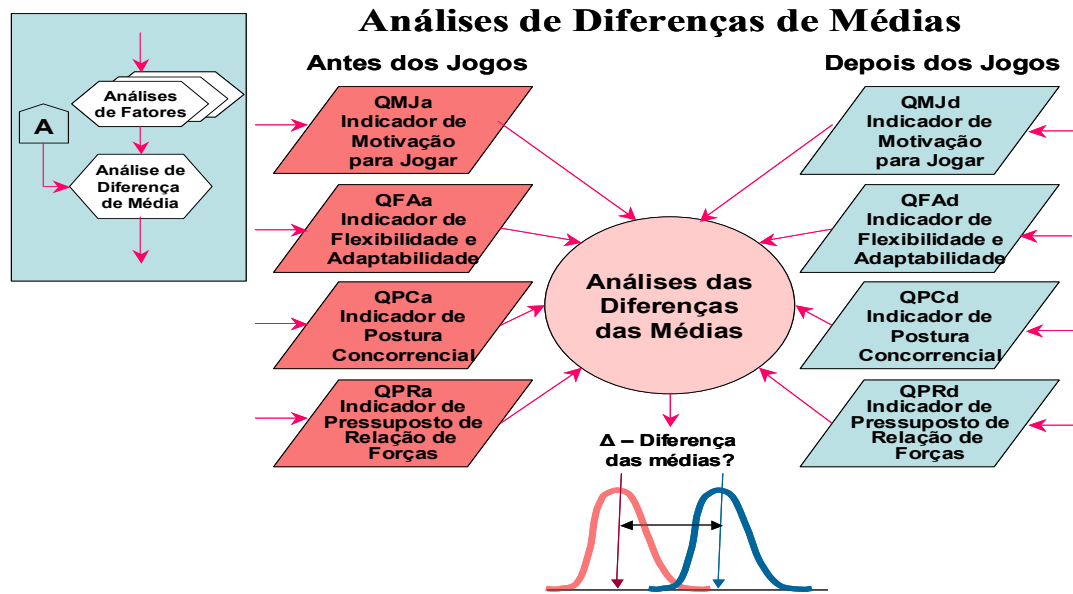 Análises de Diferenças de Médias
Análises
de Fatores
A
Análise de
Diferença
de Média
Antes dos Jogos
QMJa
Indicador de
Motivação
para Jogar
QFAa
Indicador de
Flexibilidade e
Adaptabilidade
QPCa
Indicador de
Postura
Concorrencial
QPRa
Indicador de
Pressuposto de
Relação de
Forças
Análises das
Diferenças
das Médias
Δ – Diferença
das médias?
Depois dos Jogos
QMJd
Indicador de
Motivação
para Jogar
QFAd
Indicador de
Flexibilidade e
Adaptabilidade
QPCd
Indicador de
Postura
Concorrencial
QPRd
Indicador de
Pressuposto de
Relação de
Forças